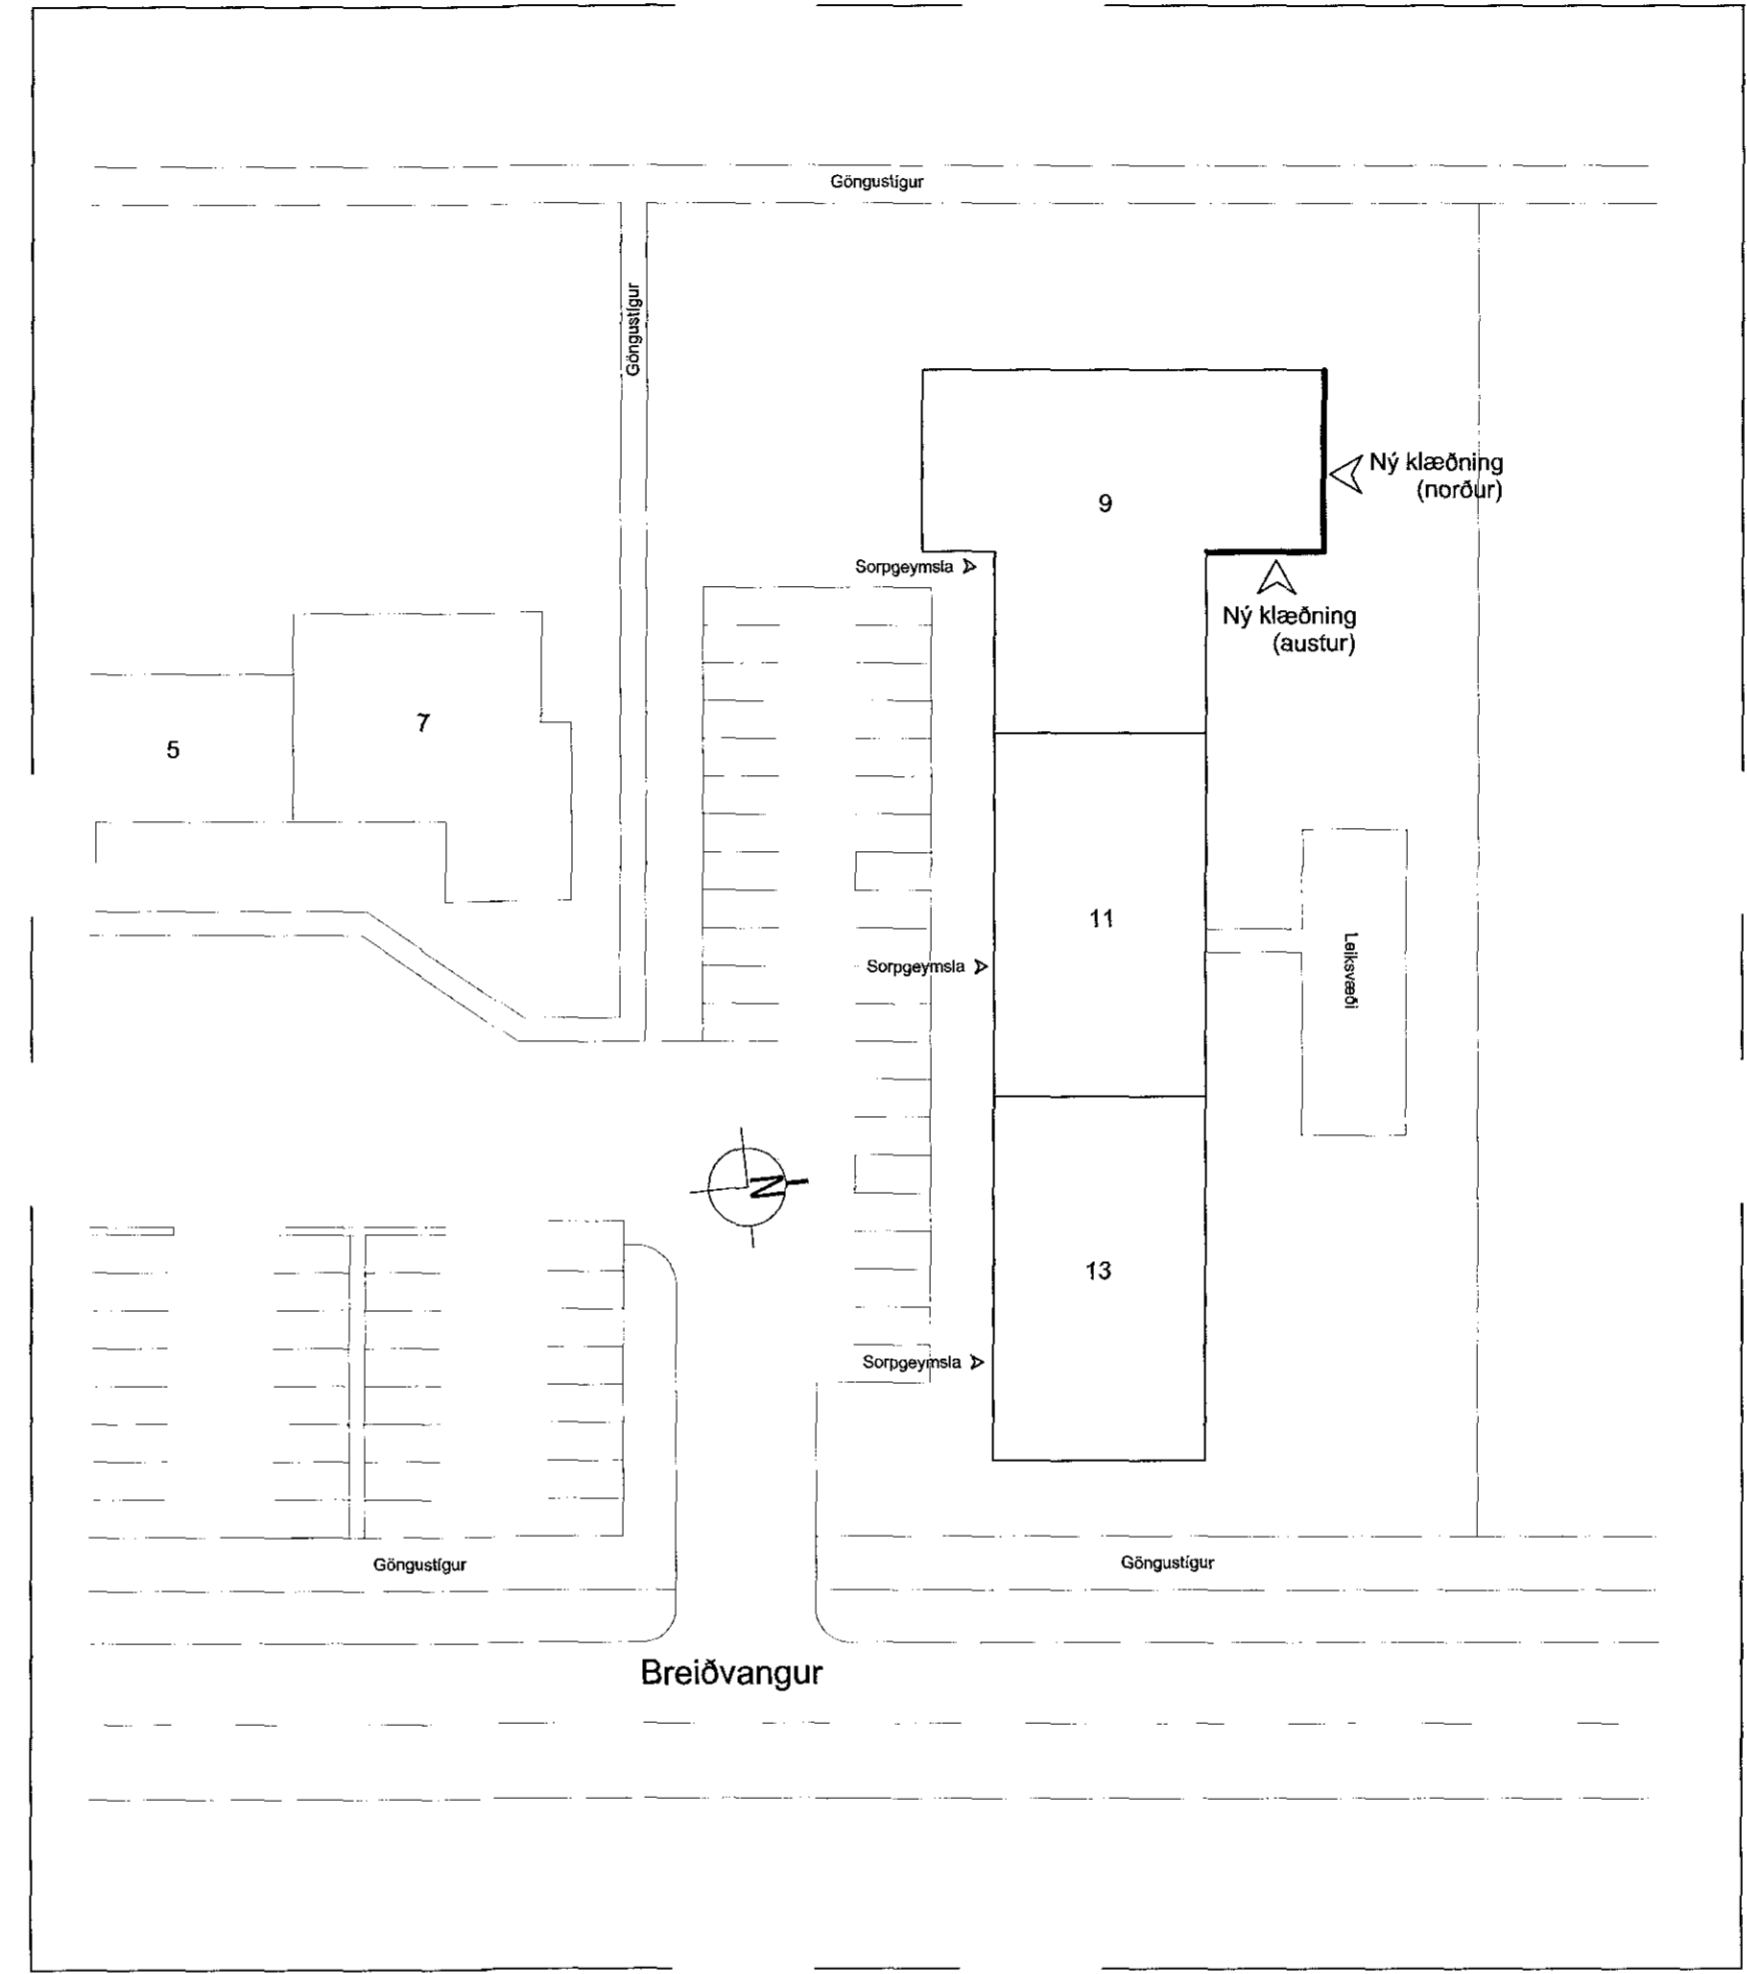 Göngustígur
Göngustígur
Ný klæðning
(norður)
9
Sorpgeymsla
Ný klæðning
(austur)
7
5
11
Sorpgeymsla
Leiksvæði
N
13
Sorpgeymsla
Göngustígur
Göngustígur
Breiðvangur